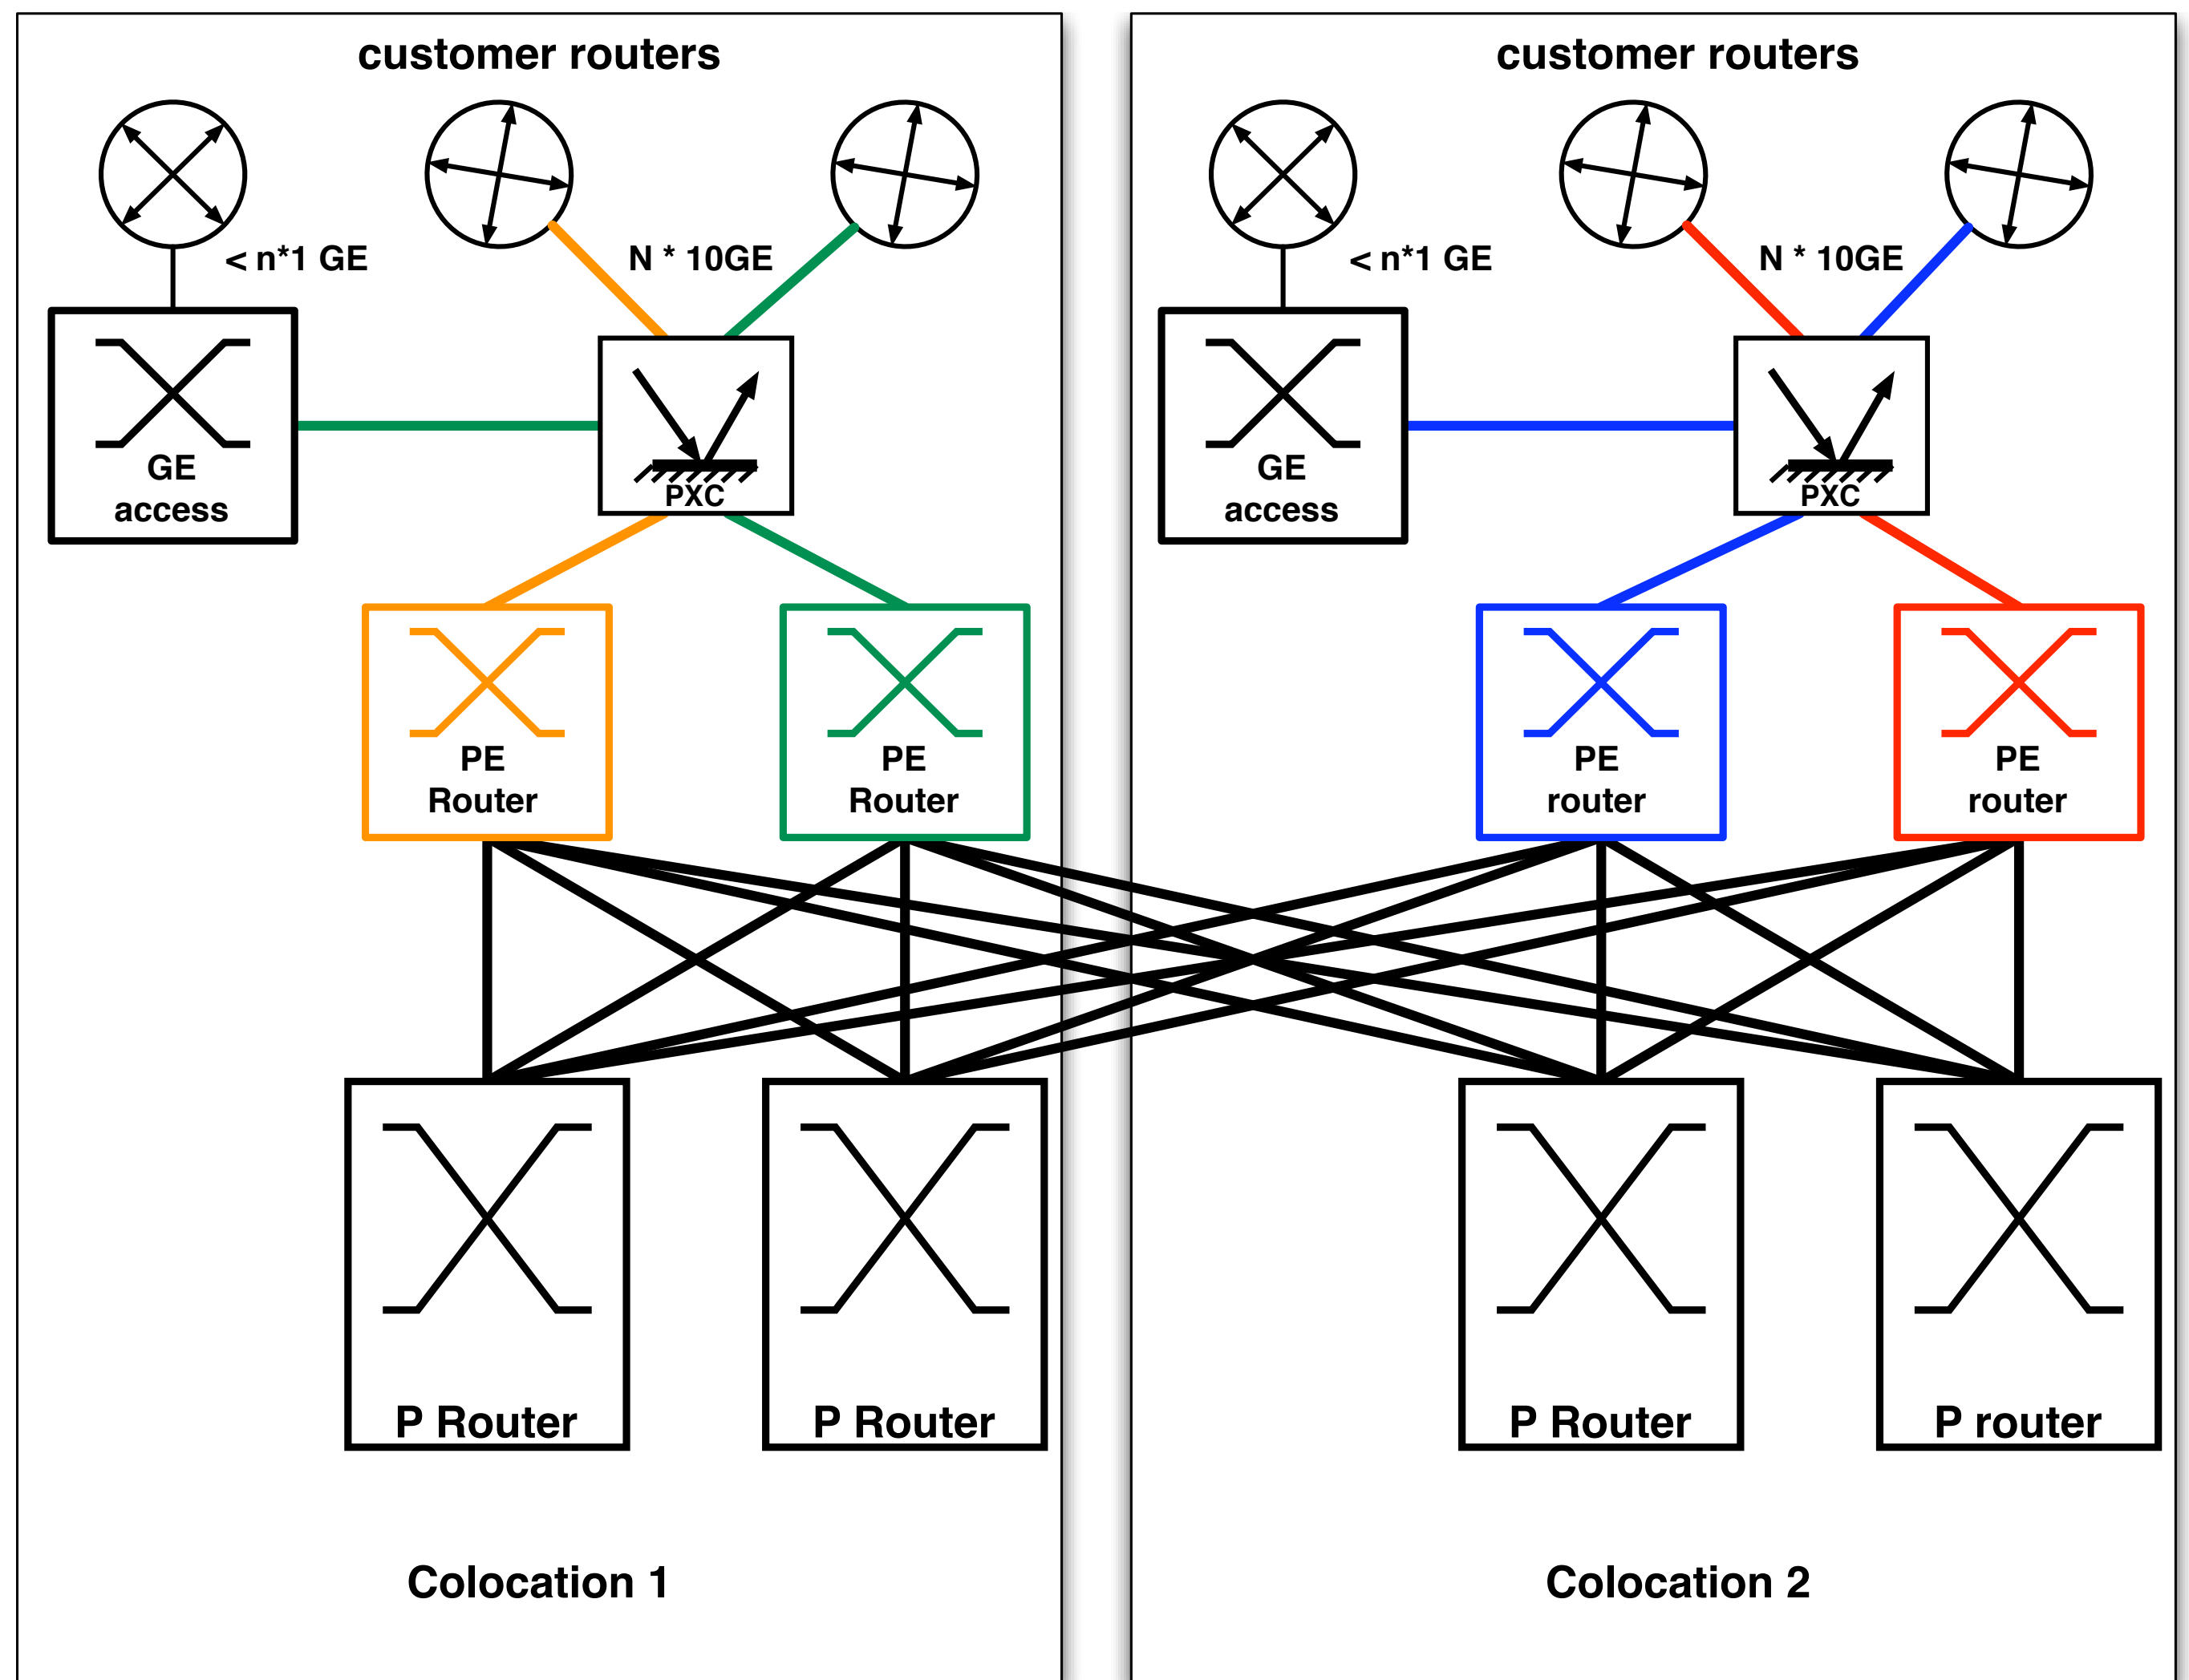 customer routers
< n*1 GE
N * 10GE
GE
access
PXC
PE
Router
PE
Router
P Router
P Router
Colocation 1
customer routers
< n*1 GE
N * 10GE
GE
access
PXC
PE
router
PE
router
P Router
P router
Colocation 2